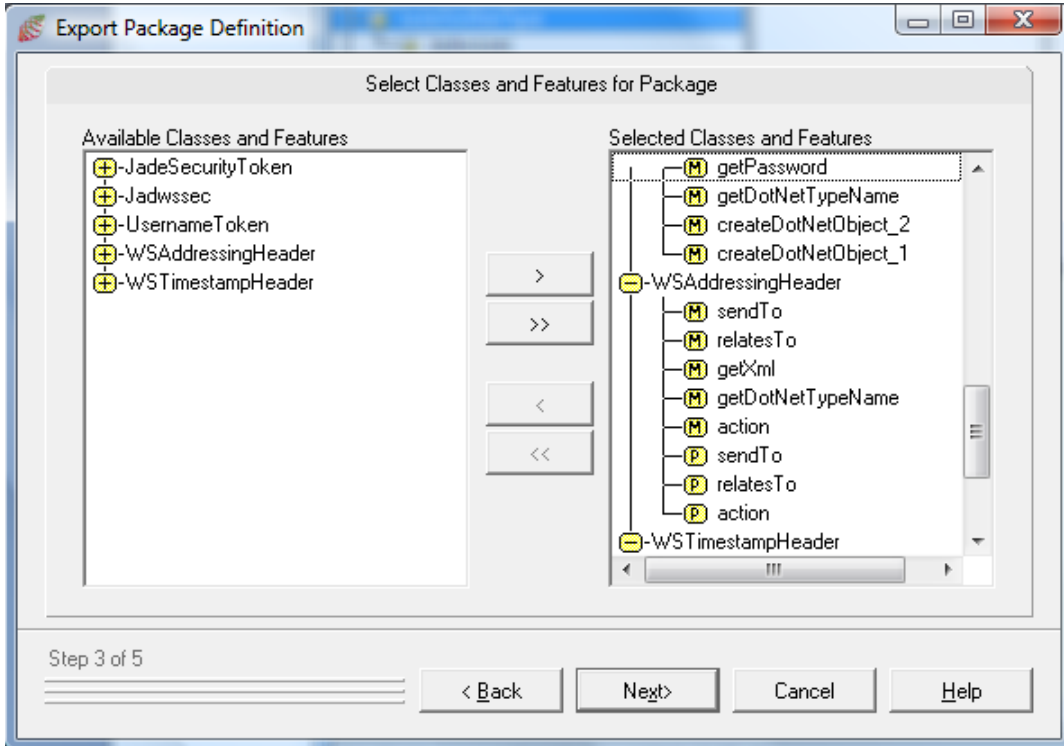 Export Package Definition
Select Classes and Features for Package
Available Classes and Features
JadeSecurityToken
Jadwssec
UsernameToken
WSAddressingHeader
WSTimestampHeader
>
>>
<
<<
Selected Classes and Features
M getPassword
M getDotNetTypeName
M createDotNetObject_2
M createDotNetObject_1
WSAddressingHeader
M sendTo
M relatesTo
M getXml
M getDotNetTypeName
M action
P sendTo
P relatesTo
P action
WSTimestampHeader
Step 3 of 5
< Back
Next>
Cancel
Help